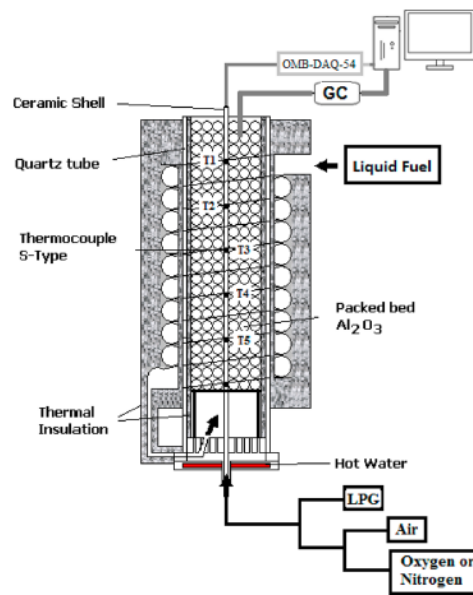 OMB-DAQ-54
GC
Ceramic Shell
Quartz tube
T1
Liquid Fuel
T2
Thermocouple
S-Type
T3
T4
Packed bed
Al2O3
T5
Thermal
Insulation
Hot Water
LPG
Air
Oxygen or
Nitrogen